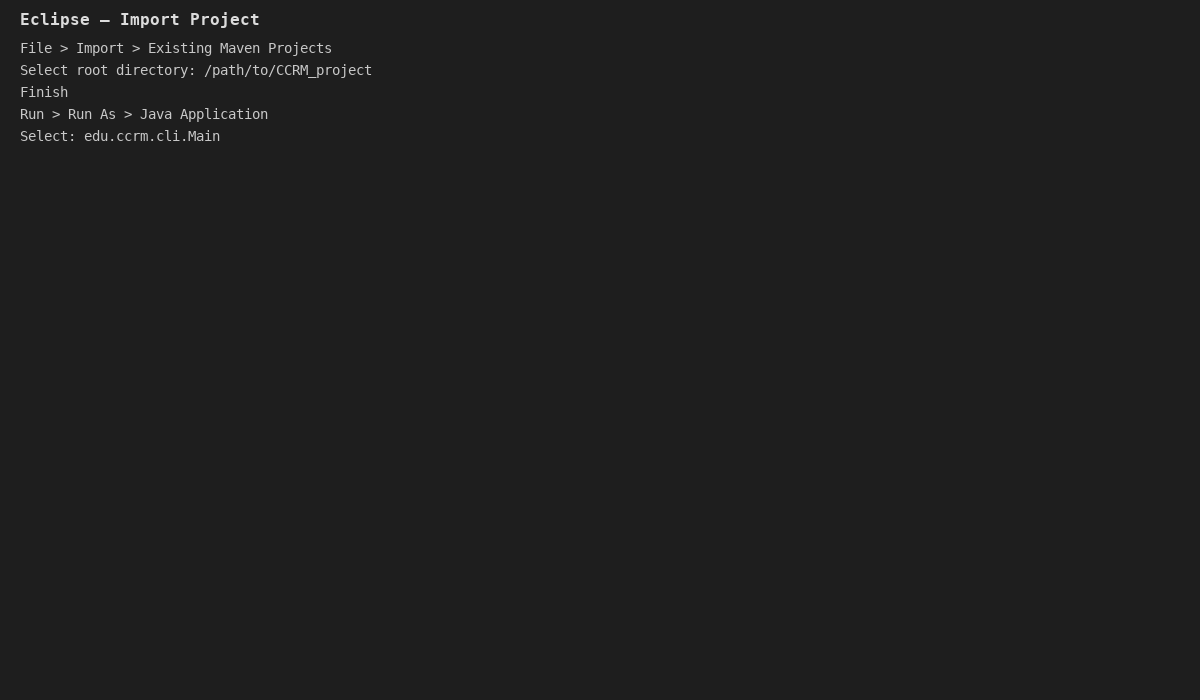 Eclipse — Import Project
File > Import > Existing Maven Projects
Select root directory: /path/to/CCRM_project
Finish
Run > Run As > Java Application
Select: edu.ccrm.cli.Main